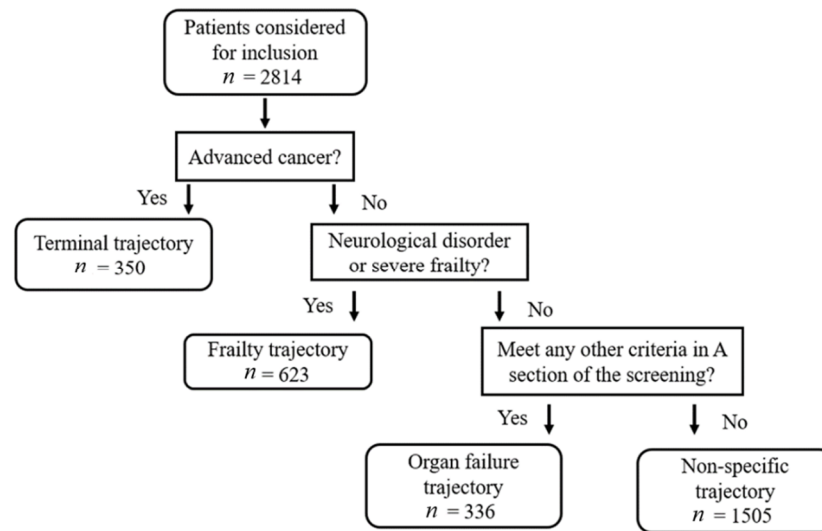 Patients considered
for inclusion
n = 2814
Advanced cancer?
Yes
No
Terminal trajectory
n = 350
Neurological disorder
or severe frailty?
Yes
No
Frailty trajectory
n = 623
Meet any other criteria in A
section of the screening?
Yes
No
Organ failure
trajectory
n = 336
Non-specific
trajectory
n = 1505